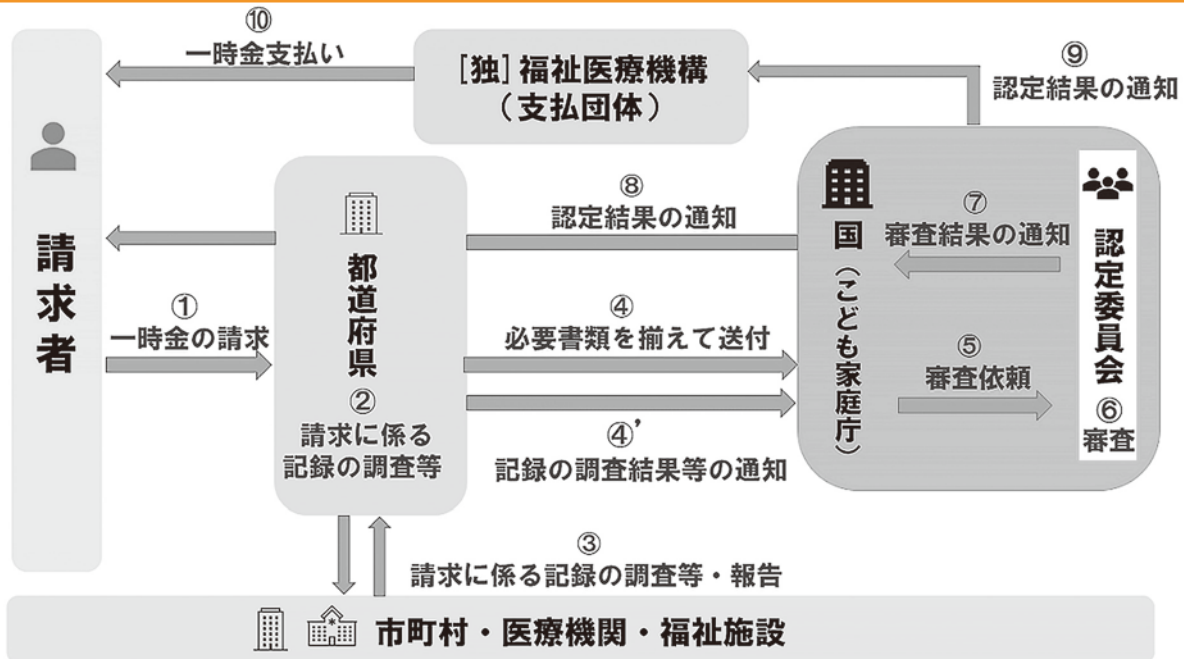 ⑩
一時金支払い
[独]福祉医療機構
(支払団体)
⑨
認定結果の通知
請求者
①
一時金の請求
都道府県
②
請求に係る
記録の調査等
⑧
認定結果の通知
④
必要書類を揃えて送付
④’
記録の調査結果等の通知
③
請求に係る記録の調査等・報告
国(こども家庭庁)
⑦
審査結果の通知
⑤
審査依頼
認定委員会
⑥
審査
市町村・医療機関・福祉施設